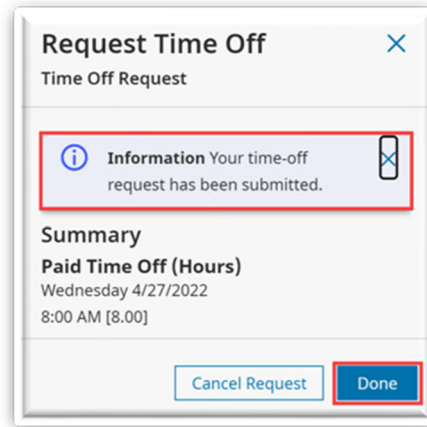 Request Time Off
Time Off Request
Information Your time-off
request has been submitted.
Summary
Paid Time Off (Hours)
Wednesday 4/27/2022
8:00 AM [8.00]
Cancel Request
Done